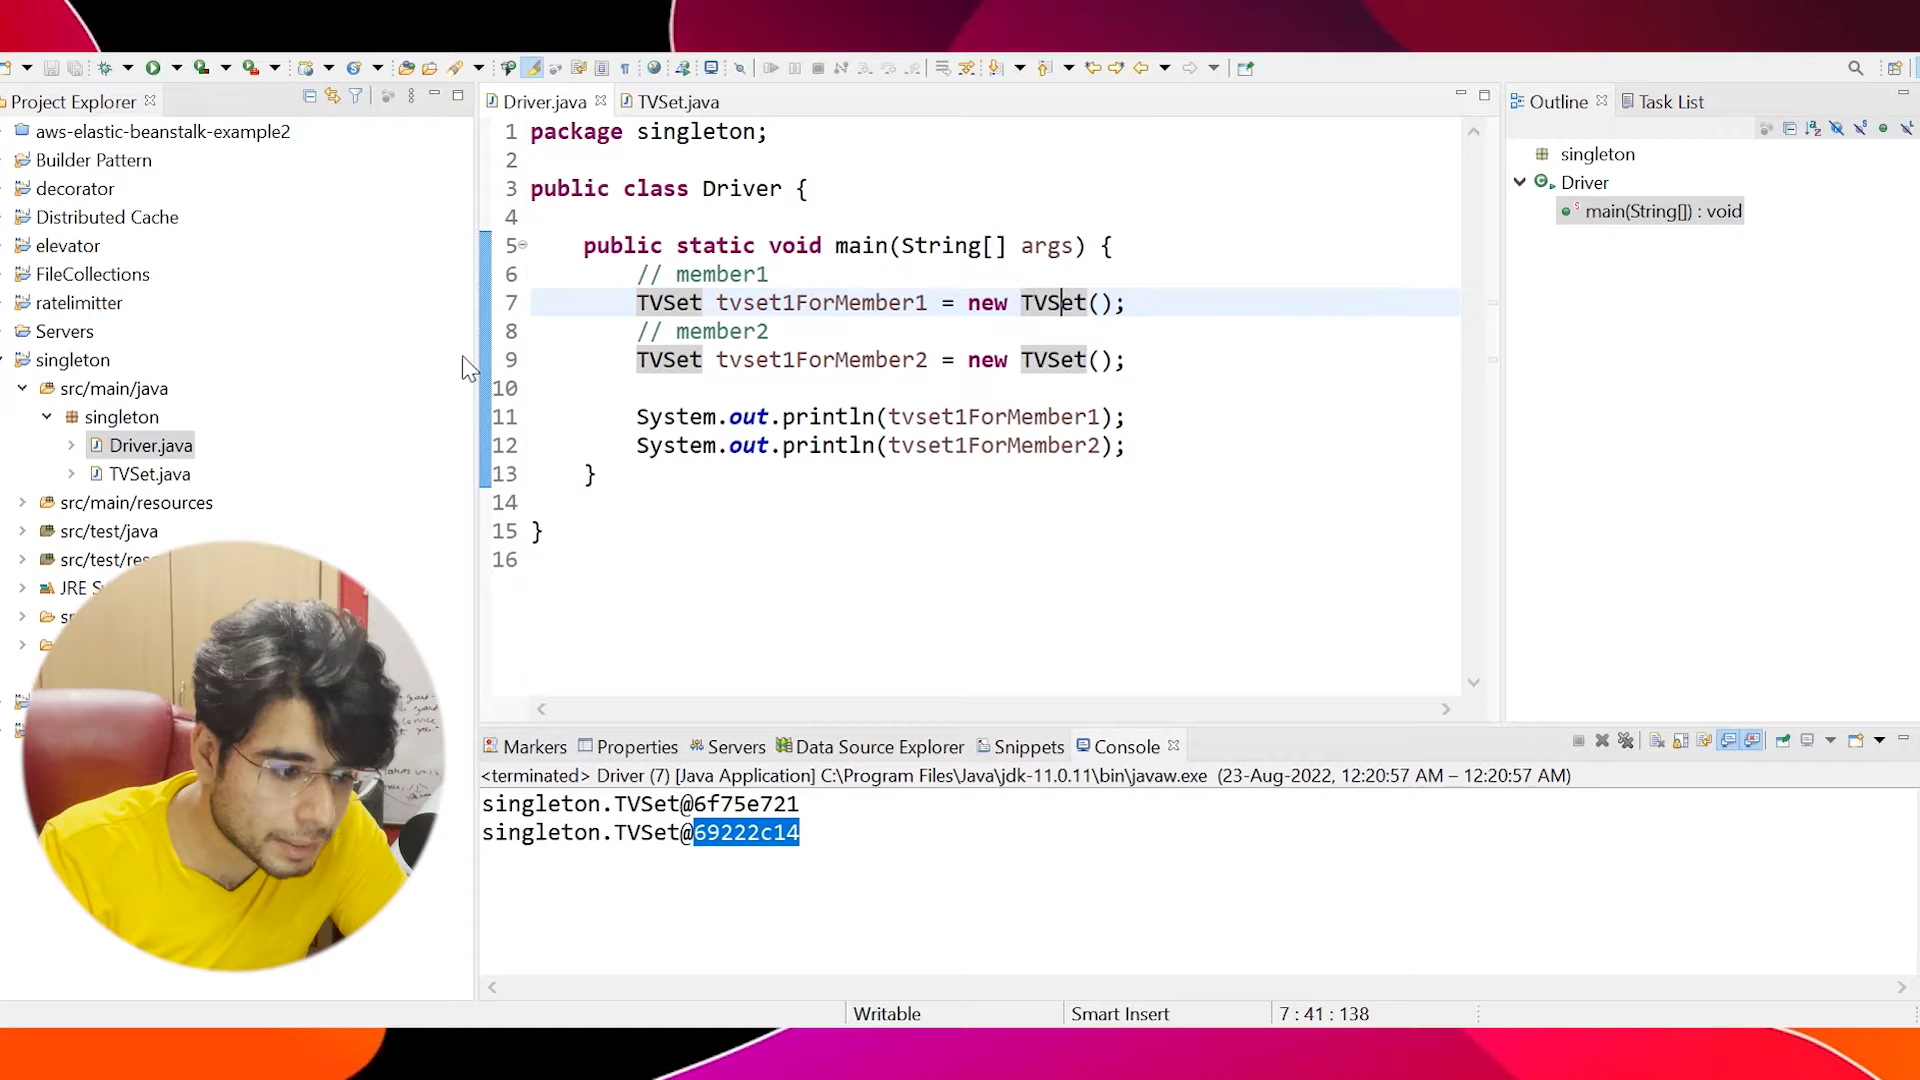 Project Explorer
aws-elastic-beanstalk-example2
Builder Pattern
decorator
Distributed Cache
elevator
FileCollections
ratelimitter
Servers
singleton
src/main/java
singleton
Driver.java
TVSet.java
src/main/resources
src/test/java
src/test/res
JRE S
Driver.java
TVSet.java
1 package singleton;
2
3 public class Driver {
4
5 public static void main(String[] args) {
6 // member1
7 TVSet tvset1ForMember1 = new TVSet();
8 // member2
9 TVSet tvset1ForMember2 = new TVSet();
10
11 System.out.println(tvset1ForMember1);
12 System.out.println(tvset1ForMember2);
13 }
14
15 }
16
Outline
Task List
singleton
Driver
main(String[]) : void
Markers
Properties
Servers
Data Source Explorer
Snippets
Console
<terminated> Driver (7) [Java Application] C:\Program Files\Java\jdk-11.0.11\bin\javaw.exe (23-Aug-2022, 12:20:57 AM – 12:20:57 AM)
singleton.TVSet@6f75e721
singleton.TVSet@69222c14
Writable
Smart Insert
7 : 41 : 138